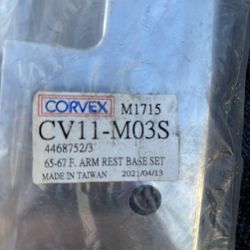 CORVEX M1715
CV11-M03S
4468752/3
65-67 F. ARM REST BASE SET
MADE IN TAIWAN 2021/04/13